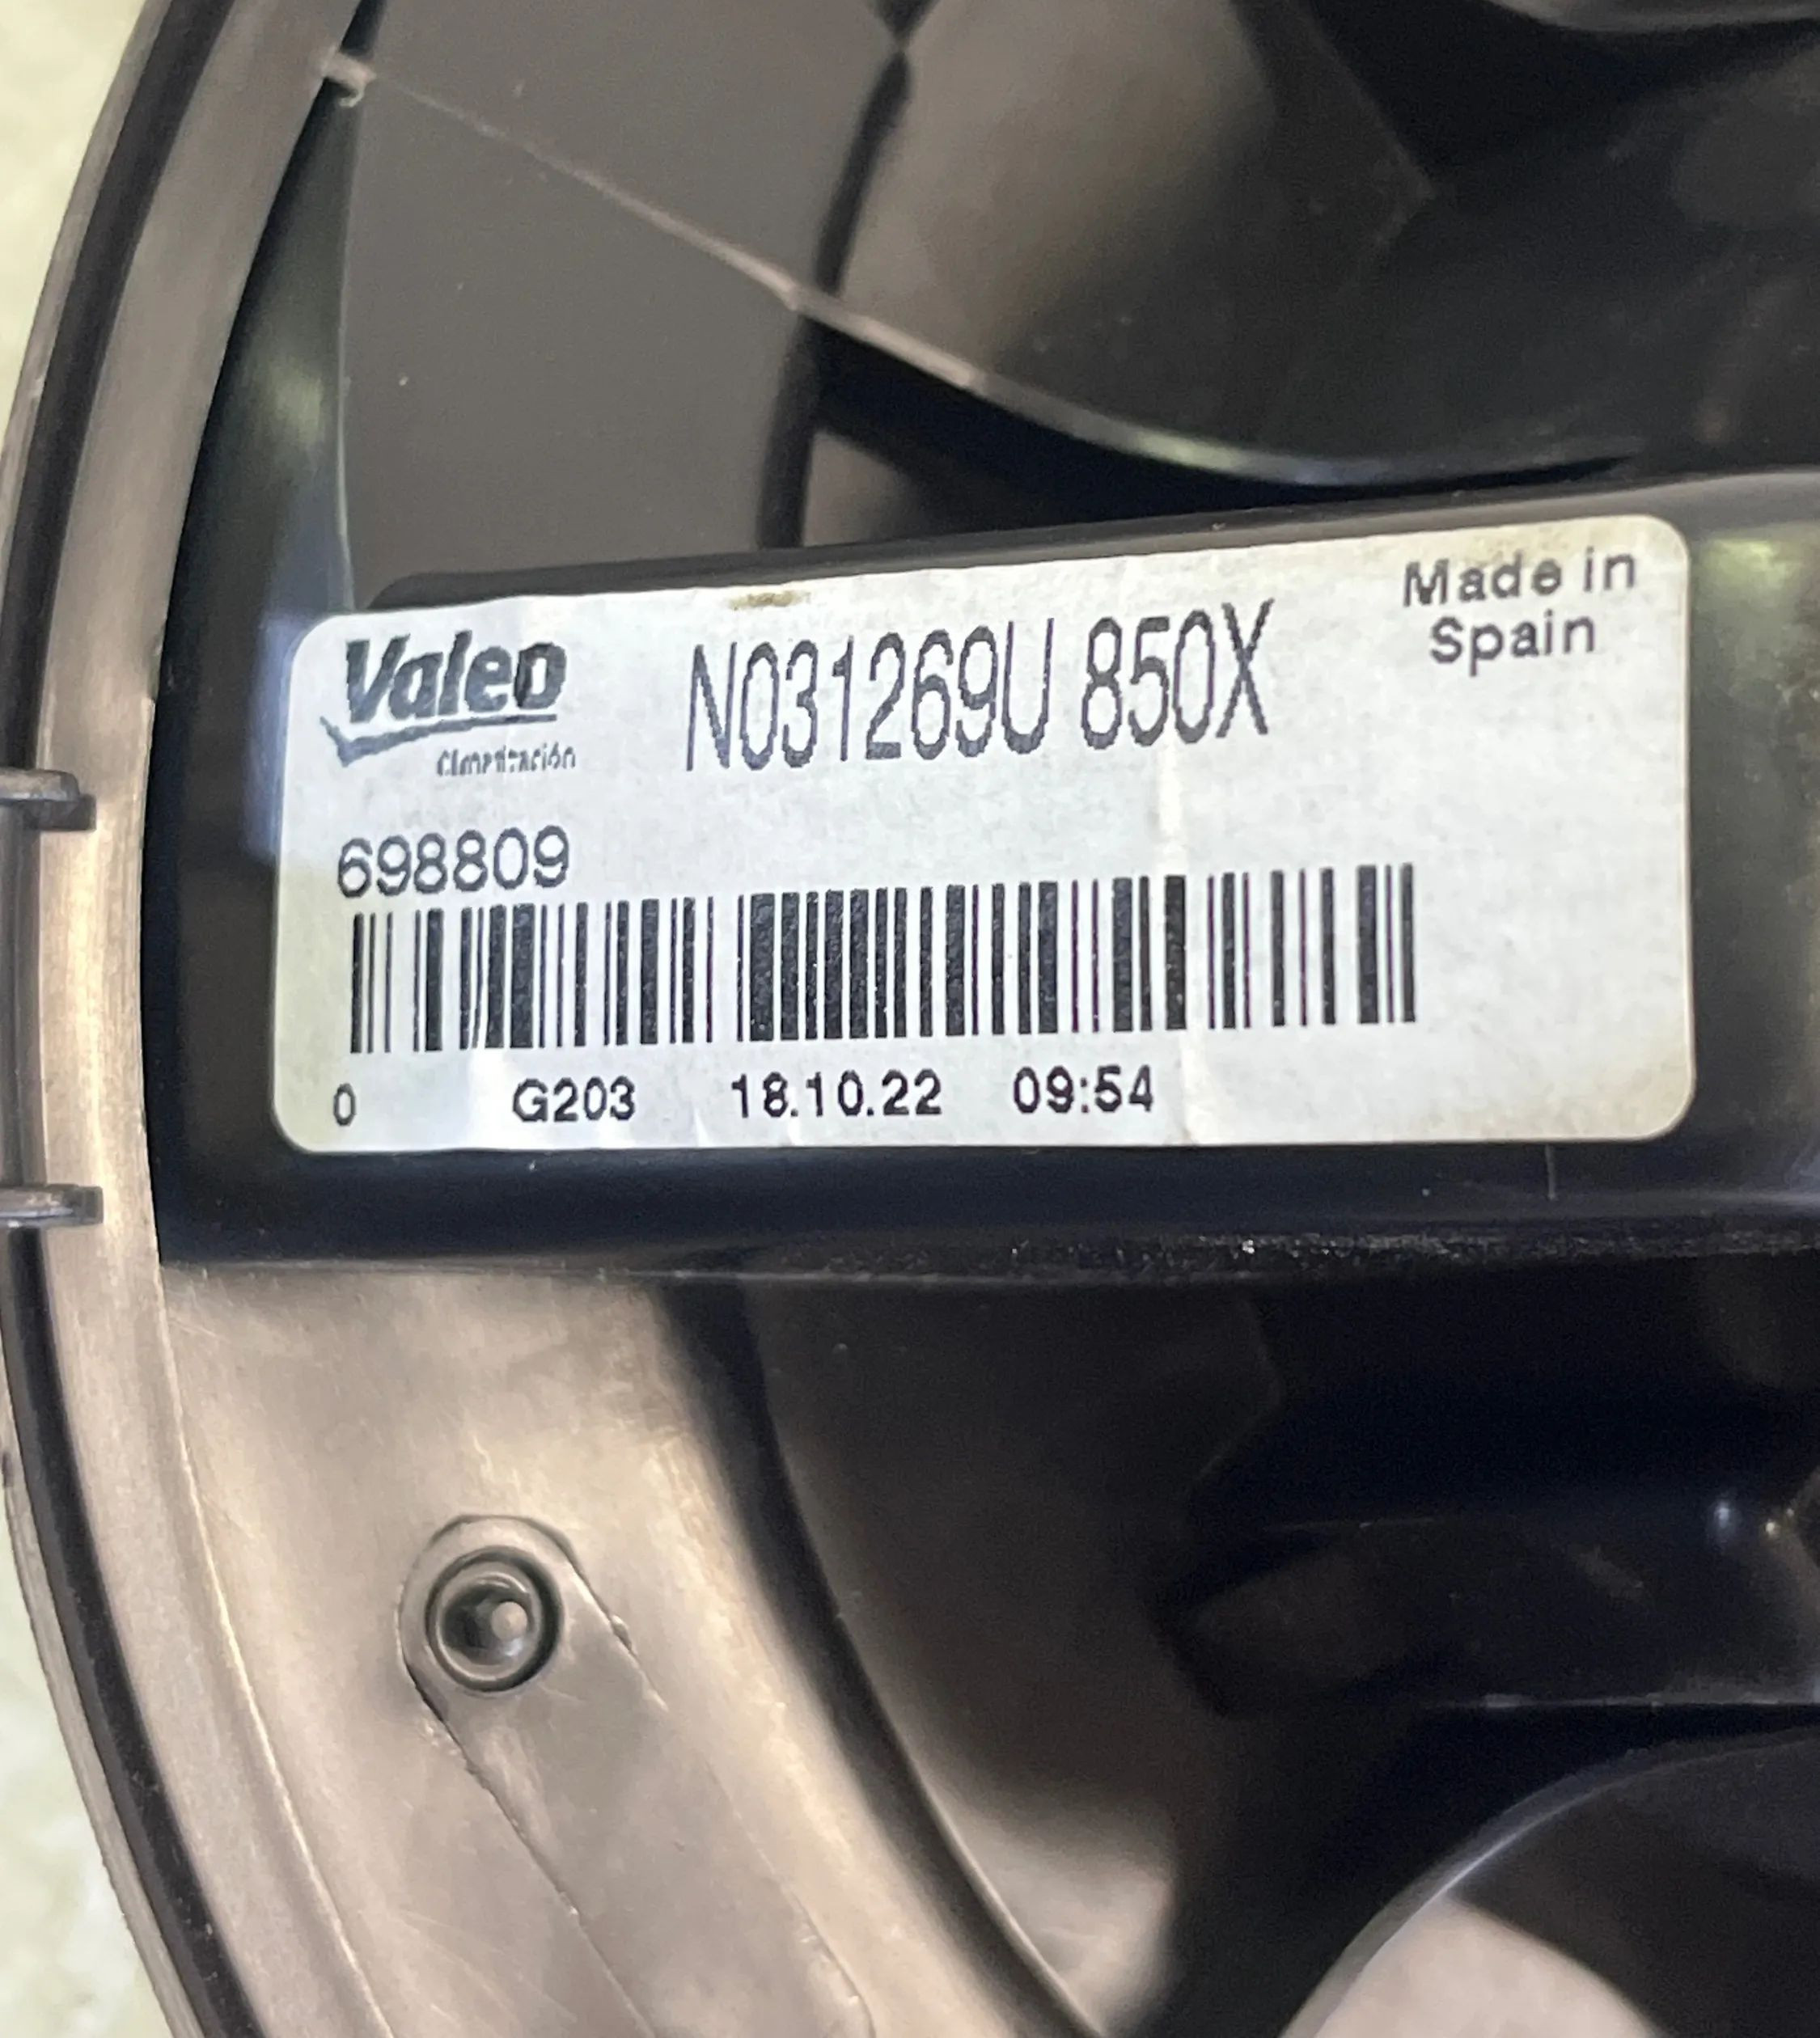 Valeo
Climatización
N031269U 850X
Made in
Spain
698809
0 G203 18.10.22 09:54